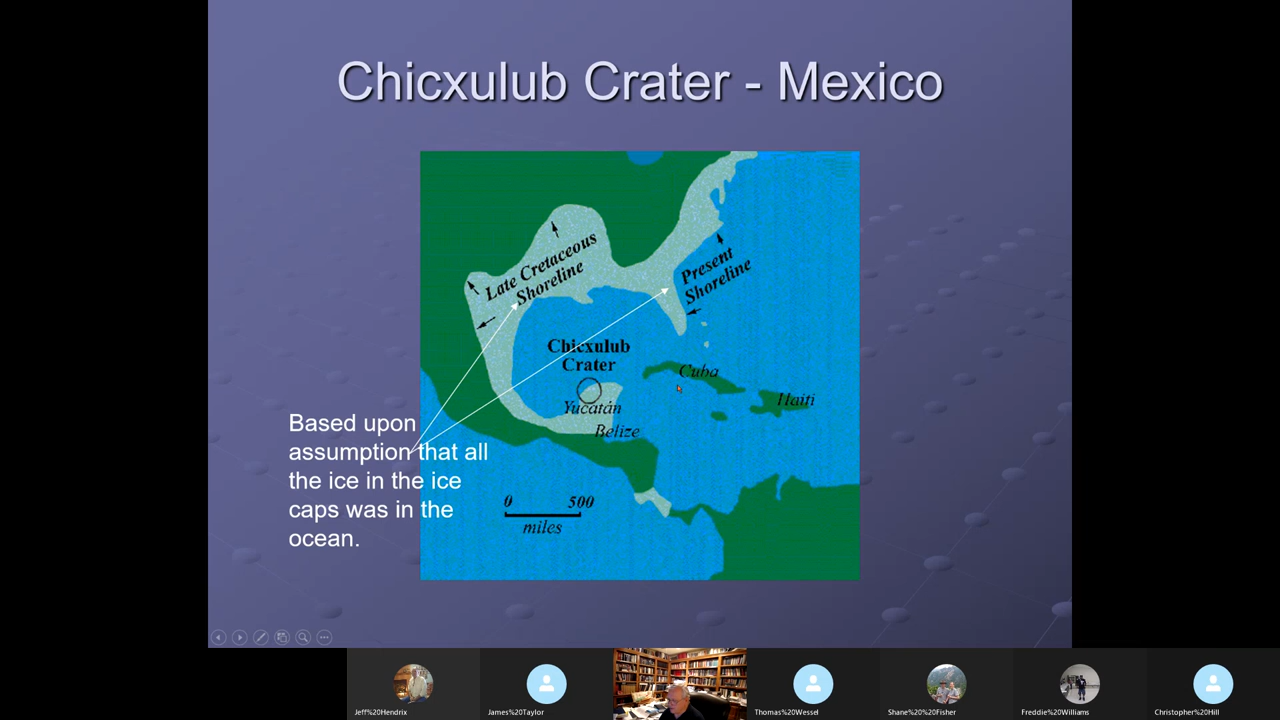 Chicxulub Crater - Mexico
Late Cretaceous
Shoreline
Present
Shoreline
Chicxulub
Crater
Cuba
Haiti
Yucatán
Belize
0 500
miles
Based upon
assumption that all
the ice in the ice
caps was in the
ocean.
Jeff%20Hendrix
James%20Taylor
Thomas%20Wessel
Shane%20%20Fisher
Freddie%20Williams
Christopher%20Hill